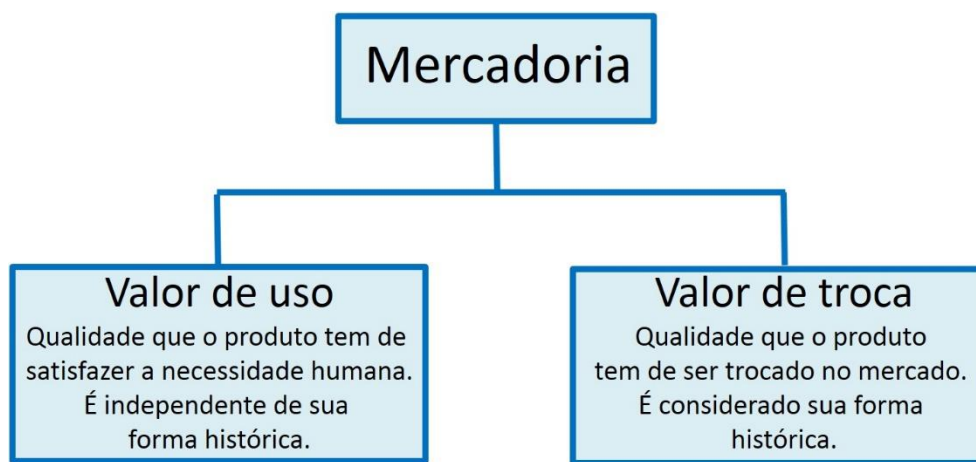 Mercadoria
Valor de uso
Qualidade que o produto tem de
satisfazer a necessidade humana.
É independente de sua
forma histórica.
Valor de troca
Qualidade que o produto
tem de ser trocado no mercado.
É considerado sua forma
histórica.